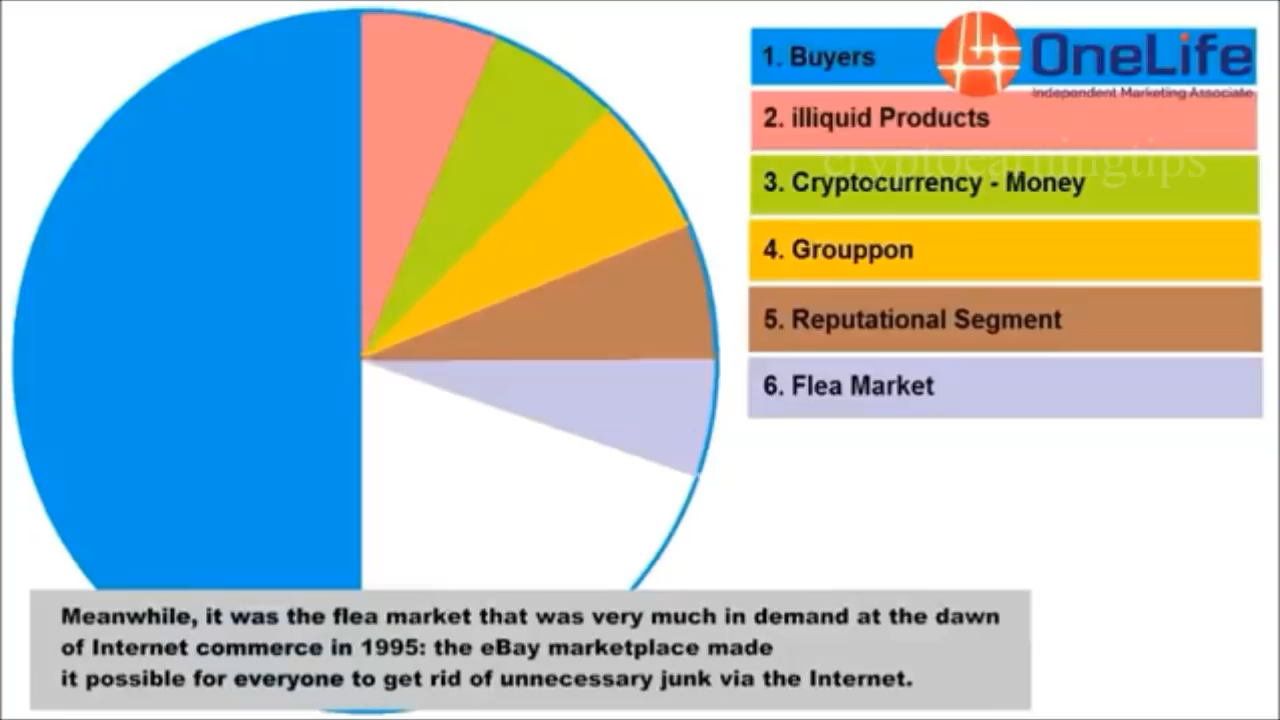 1. Buyers
OneLife
Independent Marketing Associate
2. illiquid Products
cryptocarningtips
3. Cryptocurrency - Money
4. Grouppon
5. Reputational Segment
6. Flea Market
Meanwhile, it was the flea market that was very much in demand at the dawn
of Internet commerce in 1995: the eBay marketplace made
it possible for everyone to get rid of unnecessary junk via the Internet.